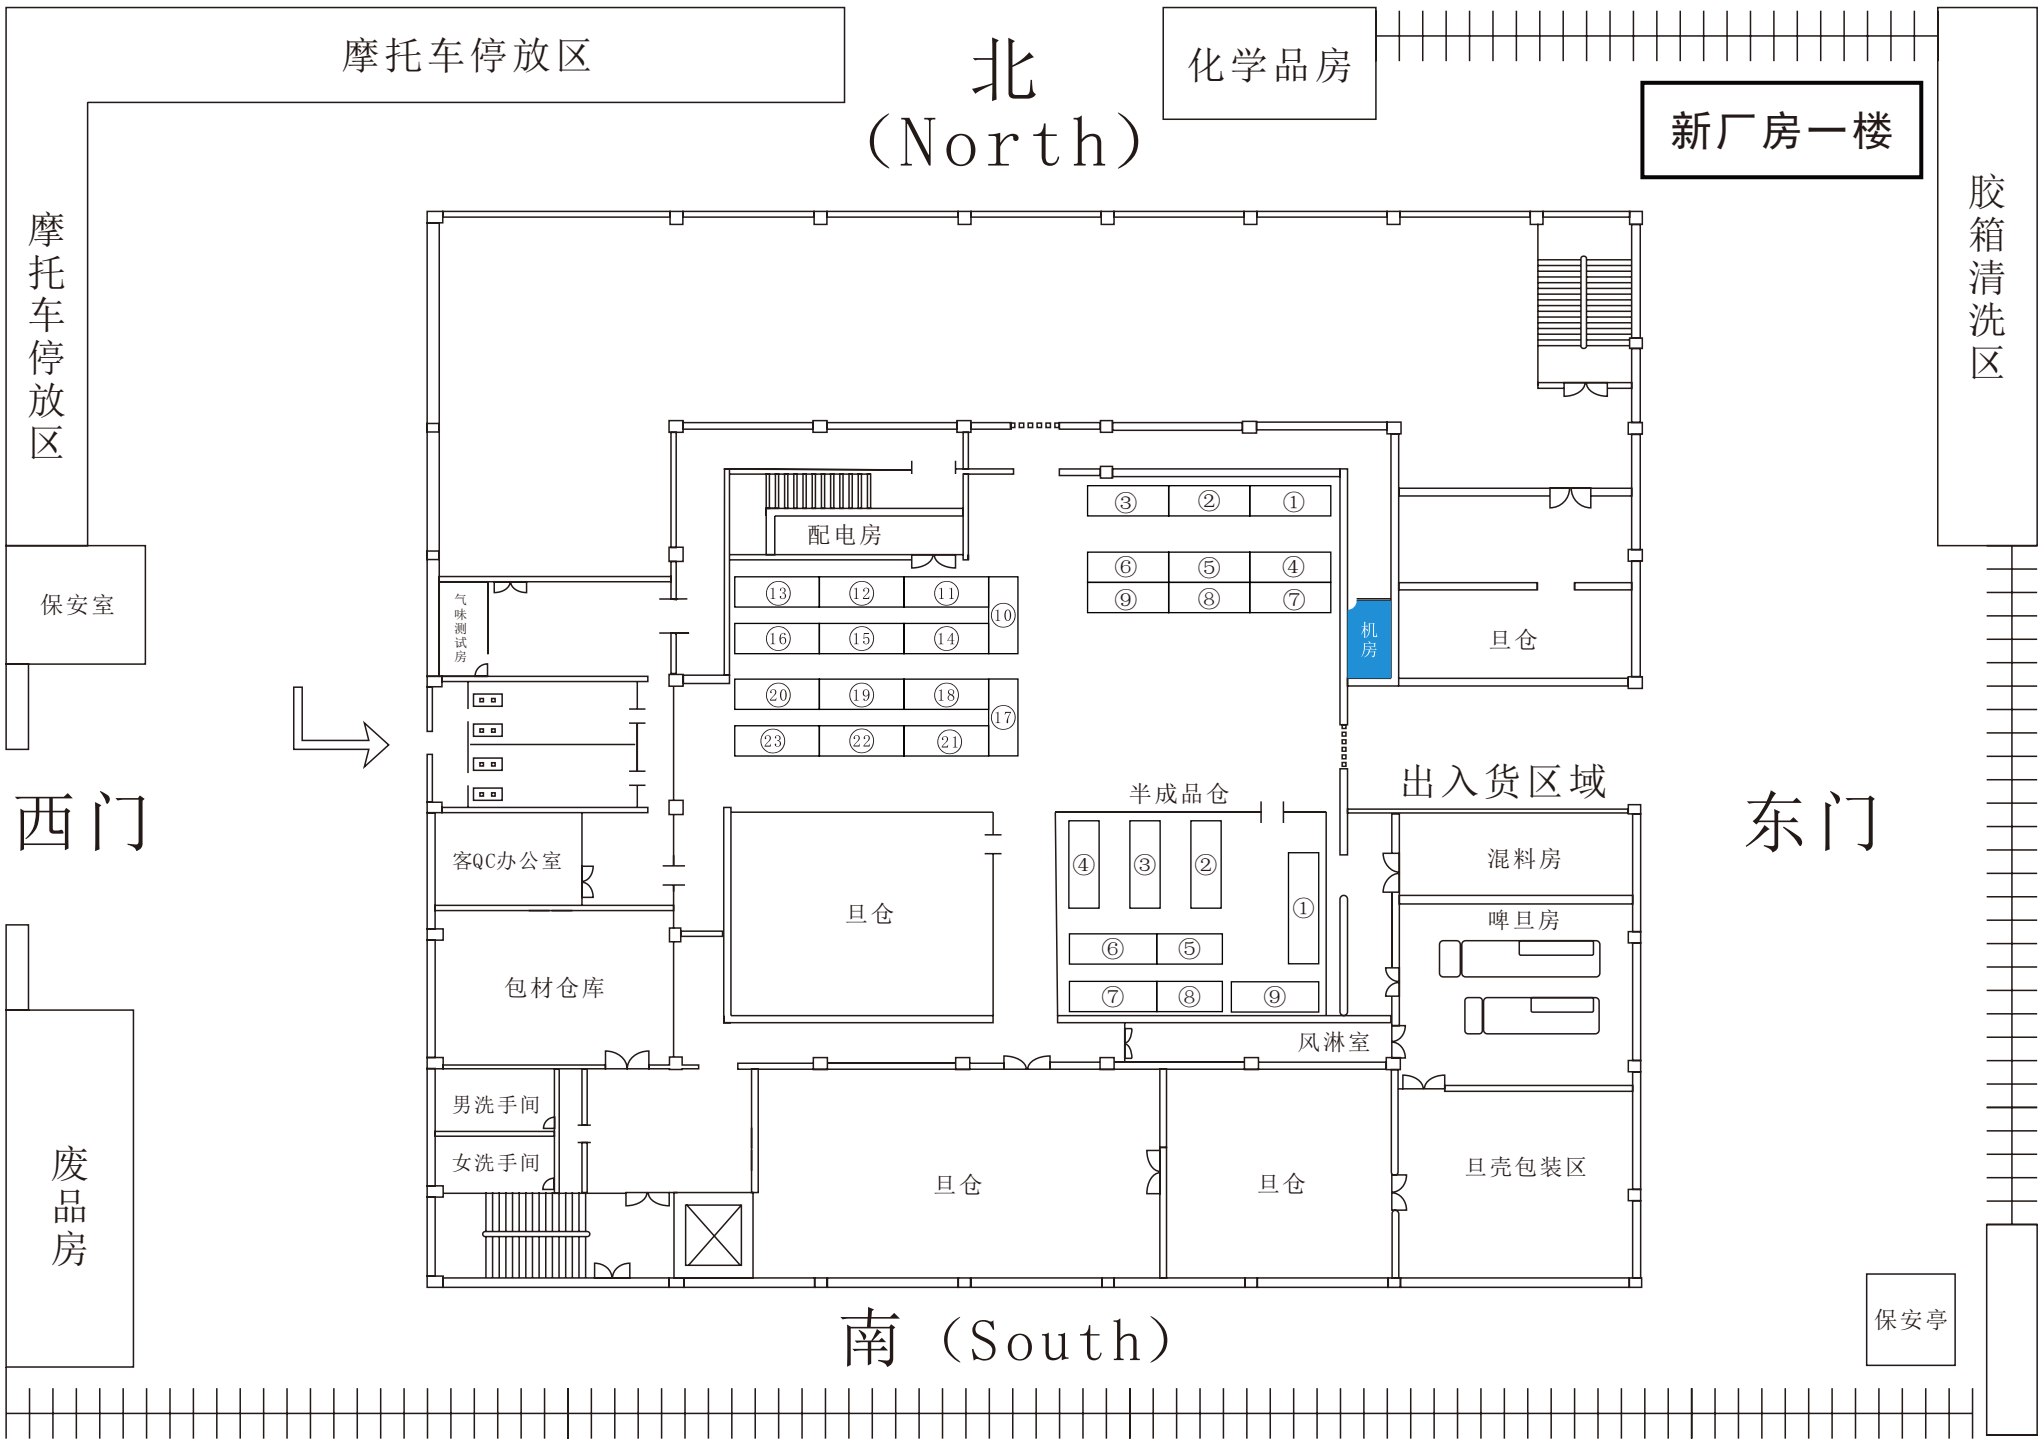 摩托车停放区
北
(North)
化学品房
新厂房一楼
胶箱清洗区
摩托车停放区
保安室
配电房
③ ② ①
⑥ ⑤ ④
⑨ ⑧ ⑦
⑬ ⑫ ⑪
⑩
⑯ ⑮ ⑭
⑳ ⑲ ⑱
⑰
㉓ ㉒ ㉑
气味测试房
机房
旦仓
西门
半成品仓
出入货区域
东门
客QC办公室
④ ③ ②
①
混料房
旦仓
啤旦房
⑥ ⑤
⑦ ⑧ ⑨
包材仓库
风淋室
男洗手间
女洗手间
旦仓
旦仓
旦壳包装区
废品房
保安亭
南 (South)